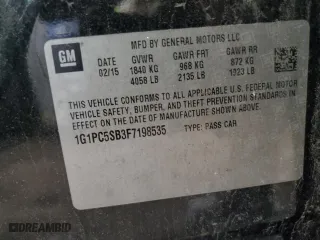 GM
MFD BY GENERAL MOTORS LLC
DATE GVWR GAWR FRT GAWR RR
02/15 1840 KG 968 KG 872 KG
4056 LB 2135 LB 1923 LB
THIS VEHICLE CONFORMS TO ALL APPLICABLE U.S. FEDERAL MOTOR
VEHICLE SAFETY, BUMPER, AND THEFT PREVENTION STANDARDS
IN EFFECT ON THE DATE OF MANUFACTURE SHOWN ABOVE.
1G1PC5SB3F7198535 TYPE: PASS CAR
DREAMBID